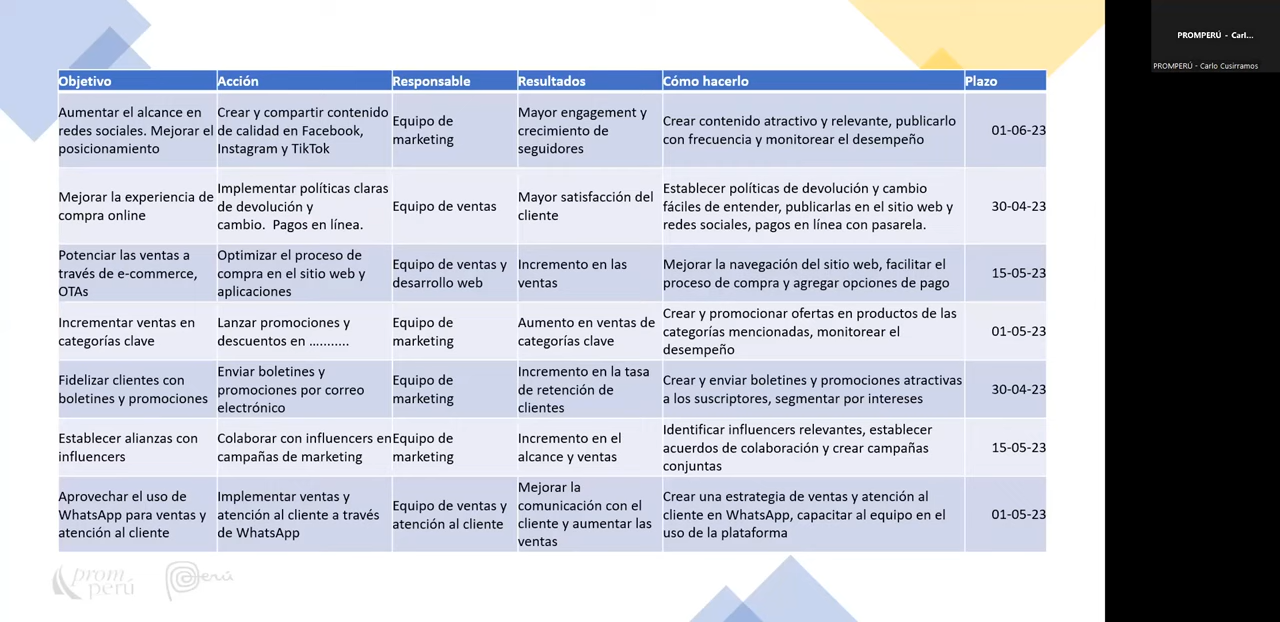 PROMPERÚ - Carl...
PROMPERÚ - Carlo Cusirramos
Objetivo
Acción
Responsable
Resultados
Cómo hacerlo
Plazo
Aumentar el alcance en
redes sociales. Mejorar el
posicionamiento
Crear y compartir contenido
de calidad en Facebook,
Instagram y TikTok
Equipo de
marketing
Mayor engagement y
crecimiento de
seguidores
Crear contenido atractivo y relevante, publicarlo
con frecuencia y monitorear el desempeño
01-06-23
Mejorar la experiencia de
compra online
Implementar políticas claras
de devolución y
cambio.  Pagos en línea.
Equipo de ventas
Mayor satisfacción del
cliente
Establecer políticas de devolución y cambio
fáciles de entender, publicarlas en el sitio web y
redes sociales, pagos en línea con pasarela.
30-04-23
Potenciar las ventas a
través de e-commerce,
OTAs
Optimizar el proceso de
compra en el sitio web y
aplicaciones
Equipo de ventas y
desarrollo web
Incremento en las
ventas
Mejorar la navegación del sitio web, facilitar el
proceso de compra y agregar opciones de pago
15-05-23
Incrementar ventas en
categorías clave
Lanzar promociones y
descuentos en ….......
Equipo de
marketing
Aumento en ventas de
categorías clave
Crear y promocionar ofertas en productos de las
categorías mencionadas, monitorear el
desempeño
01-05-23
Fidelizar clientes con
boletines y promociones
Enviar boletines y
promociones por correo
electrónico
Equipo de
marketing
Incremento en la tasa
de retención de
clientes
Crear y enviar boletines y promociones atractivas
a los suscriptores, segmentar por intereses
30-04-23
Establecer alianzas con
influencers
Colaborar con influencers en
campañas de marketing
Equipo de
marketing
Incremento en el
alcance y ventas
Identificar influencers relevantes, establecer
acuerdos de colaboración y crear campañas
conjuntas
15-05-23
Aprovechar el uso de
WhatsApp para ventas y
atención al cliente
Implementar ventas y
atención al cliente a través
de WhatsApp
Equipo de ventas y
atención al cliente
Mejorar la
comunicación con el
cliente y aumentar las
ventas
Crear una estrategia de ventas y atención al
cliente en WhatsApp, capacitar al equipo en el
uso de la plataforma
01-05-23
prom
perú
Perú